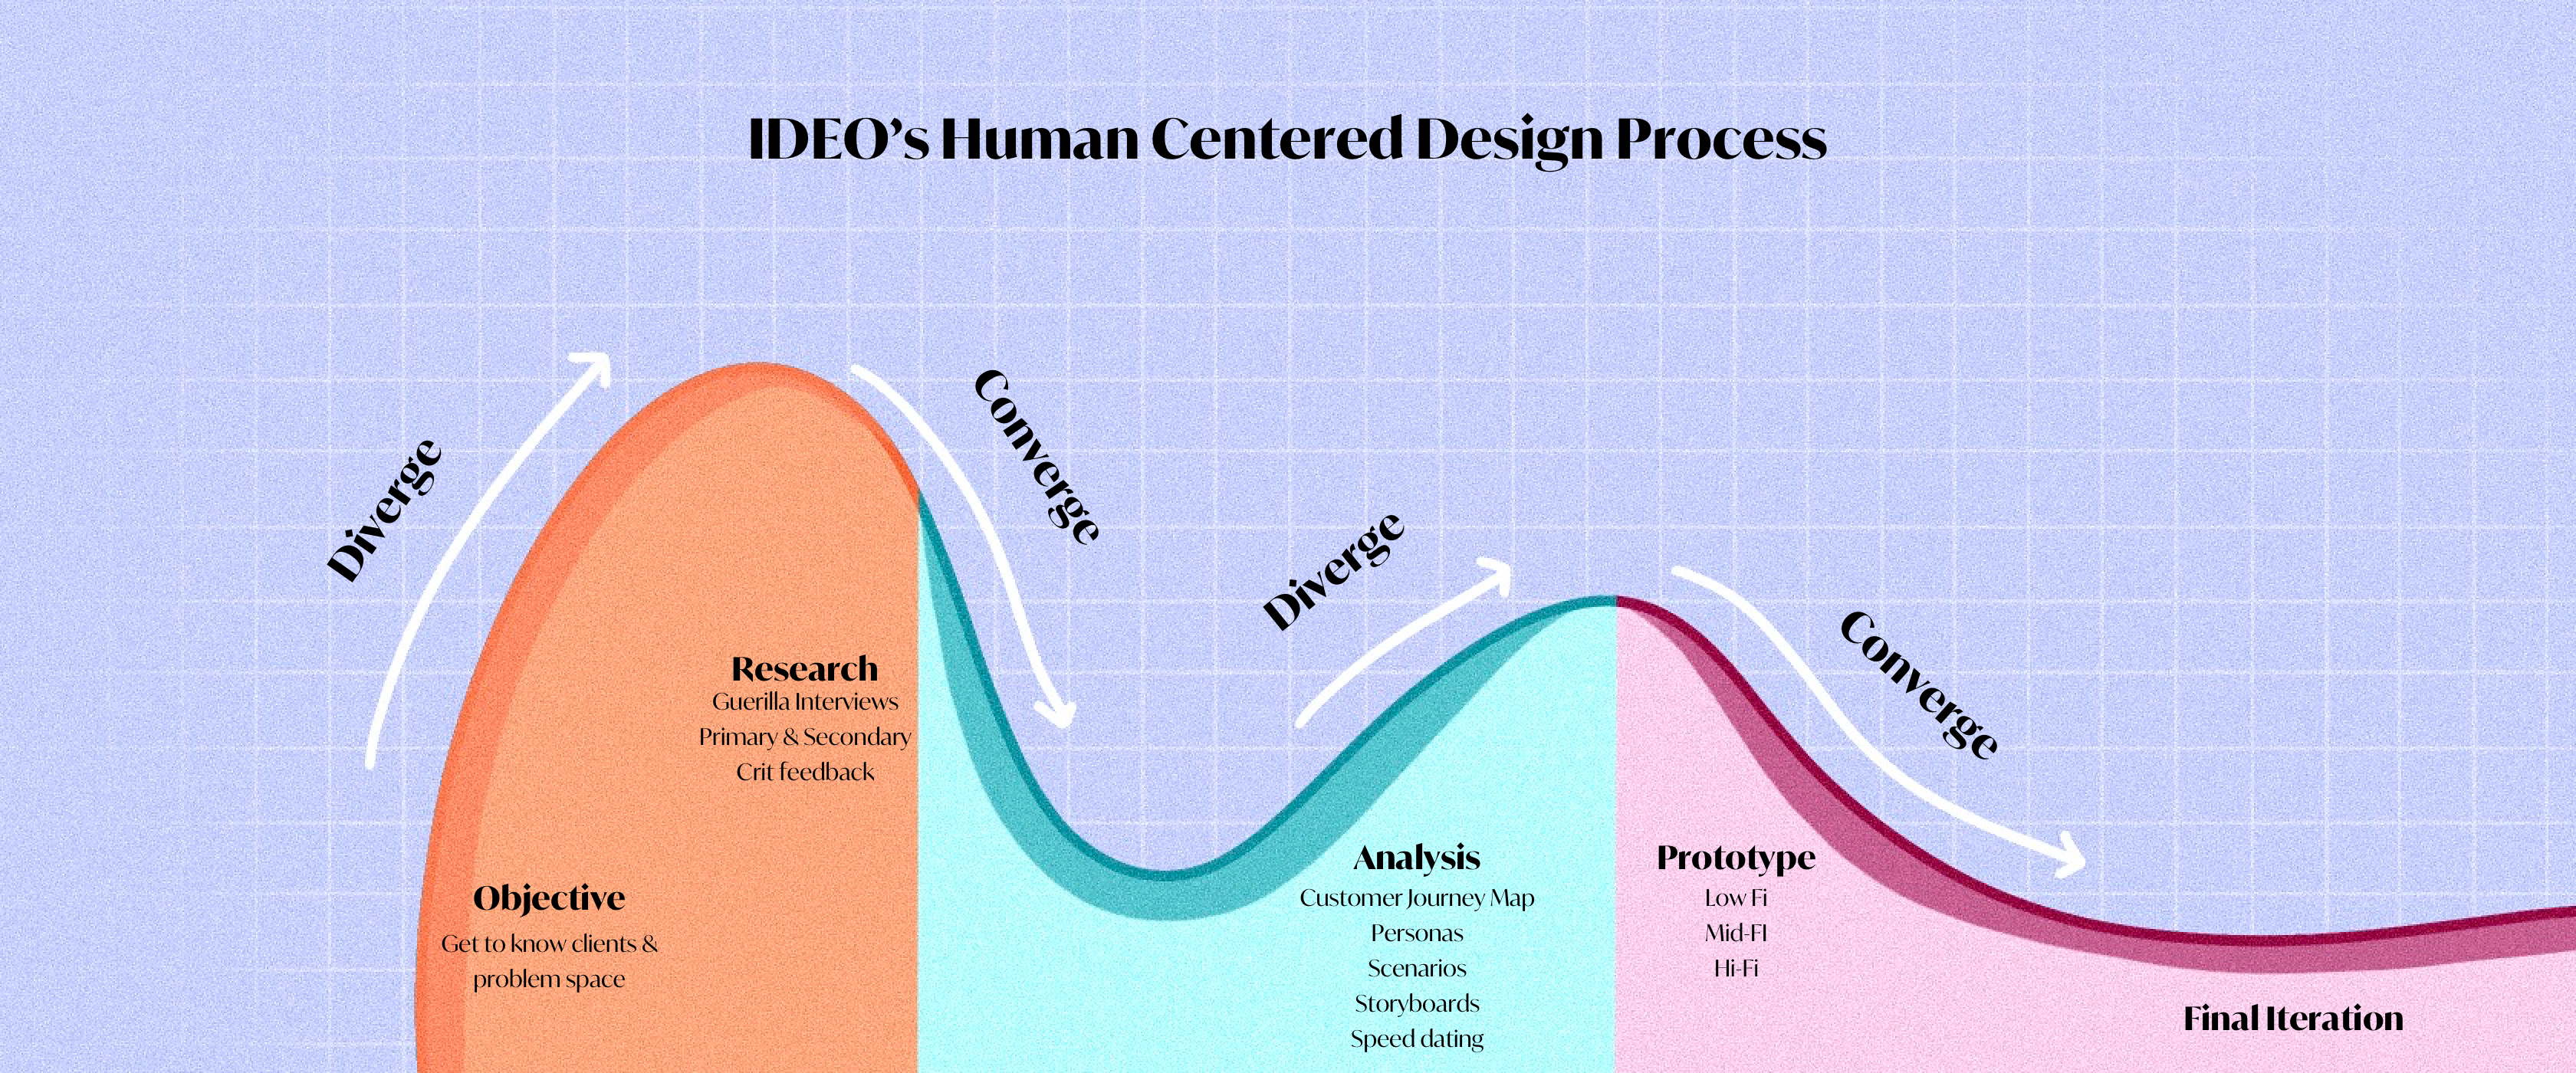 IDEO’s Human Centered Design Process
Diverge
Converge
Diverge
Converge
Objective
Get to know clients &
problem space
Research
Guerilla Interviews
Primary & Secondary
Crit feedback
Analysis
Customer Journey Map
Personas
Scenarios
Storyboards
Speed dating
Prototype
Low Fi
Mid-FI
Hi-Fi
Final Iteration